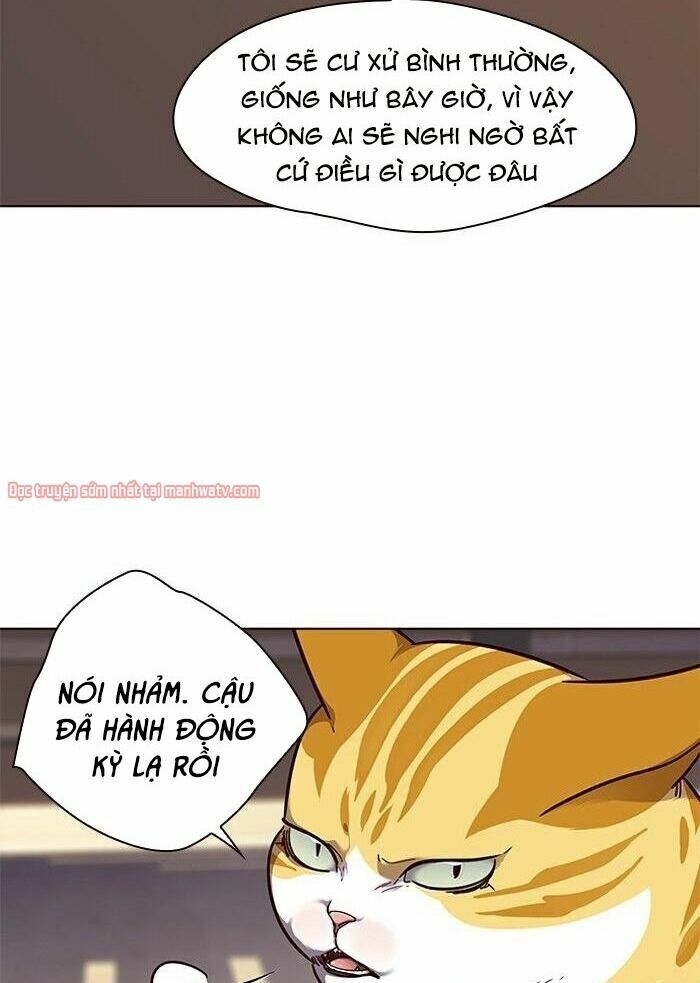 TÔI SẼ CƯ XỬ BÌNH THƯỜNG,
GIỐNG NHƯ BÂY GIỜ, VÌ VẬY
KHÔNG AI SẼ NGHI NGỜ BẤT
CỨ ĐIỀU GÌ ĐƯỢC ĐÂU
Đọc truyện sớm nhất tại manhwatv.com
NÓI NHẢM. CẬU
ĐÃ HÀNH ĐỘNG
KỲ LẠ RỒI